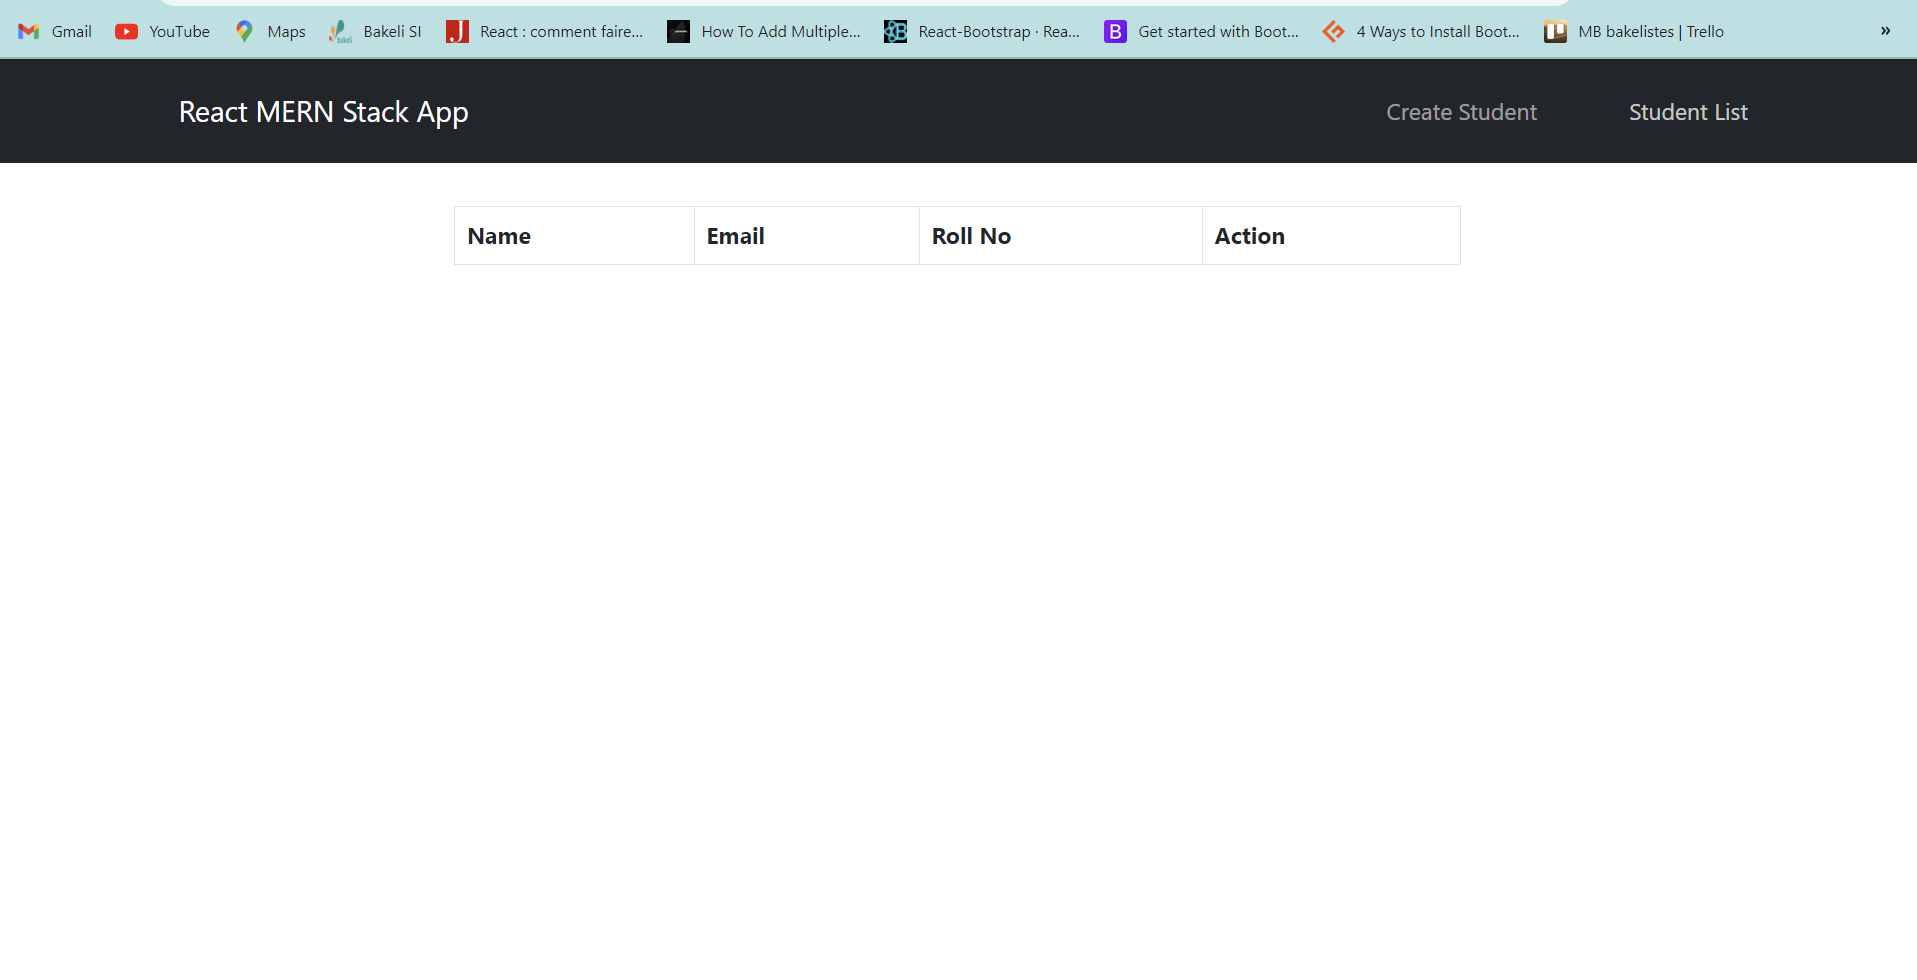 Gmail YouTube Maps Bakeli SI React : comment faire... How To Add Multiple... React-Bootstrap · Rea... Get started with Boot... 4 Ways to Install Boot... MB bakelistes | Trello »
React MERN Stack App Create Student Student List
Name Email Roll No Action